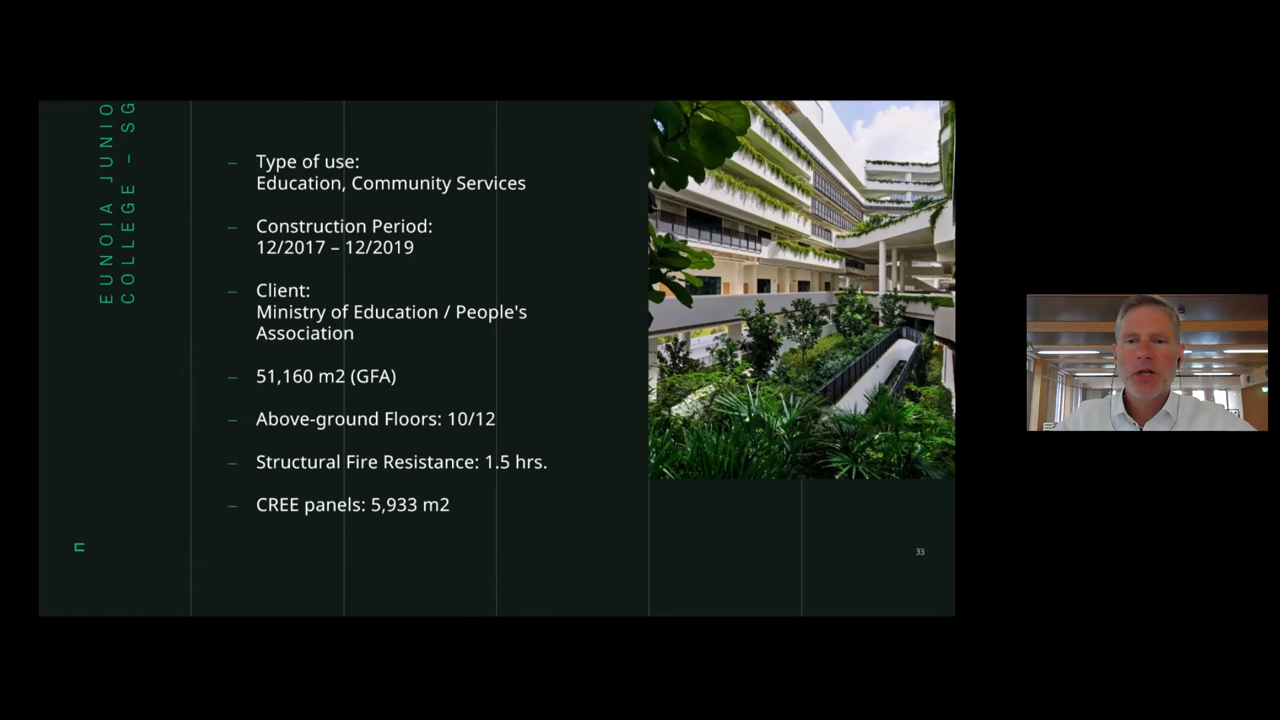 EUNOIA JUNIO
COLLEGE – SG
– Type of use:
Education, Community Services
– Construction Period:
12/2017 – 12/2019
– Client:
Ministry of Education / People's
Association
– 51,160 m2 (GFA)
– Above-ground Floors: 10/12
– Structural Fire Resistance: 1.5 hrs.
– CREE panels: 5,933 m2
33